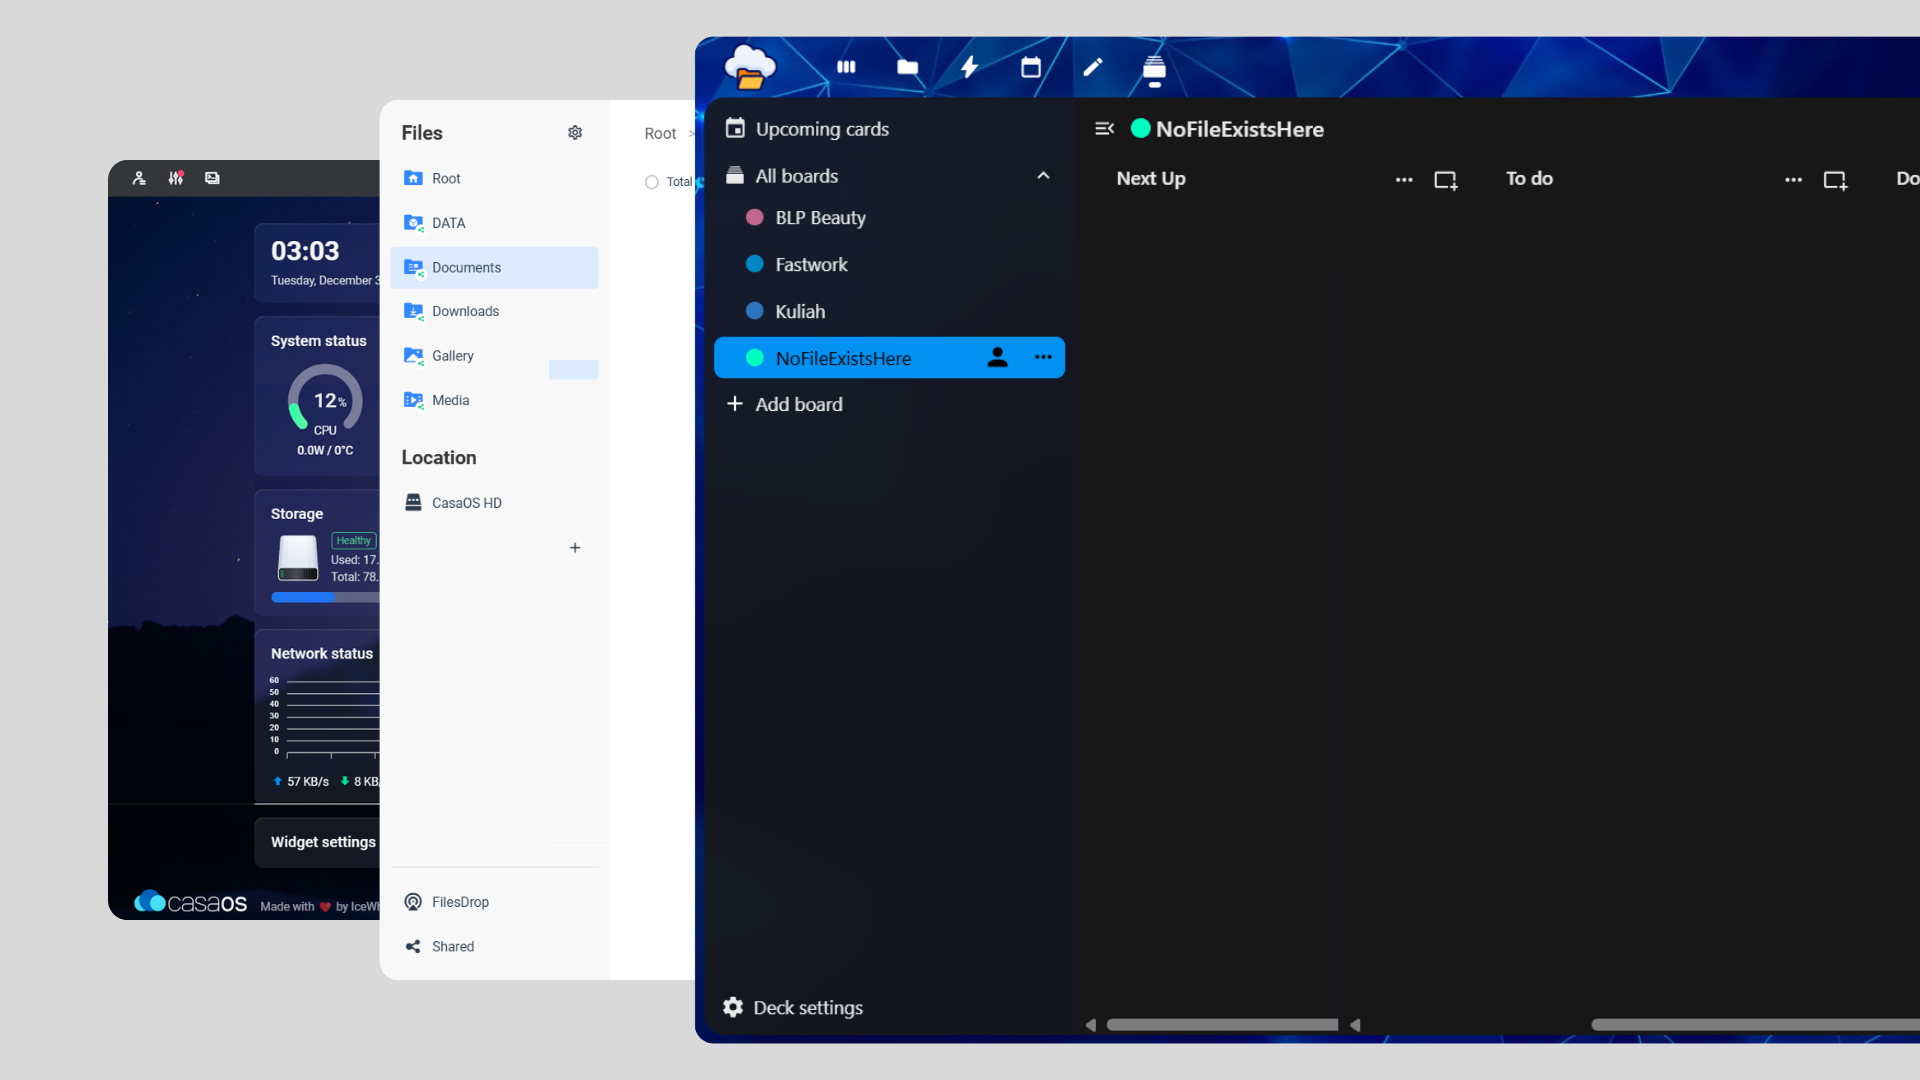 03:03
Tuesday, December 3
System status
12%
CPU
0.0W / 0°C
Storage
Healthy
Used: 17.
Total: 78.
Network status
60
50
40
30
20
10
0
57 KB/s
8 KB/
Widget settings
casaOS
Made with ❤ by IceWh
Files
Root
DATA
Documents
Downloads
Gallery
Media
Location
CasaOS HD
+
FilesDrop
Shared
Root >
Total
Upcoming cards
All boards
BLP Beauty
Fastwork
Kuliah
NoFileExistsHere
+ Add board
Deck settings
NoFileExistsHere
Next Up
To do
Do